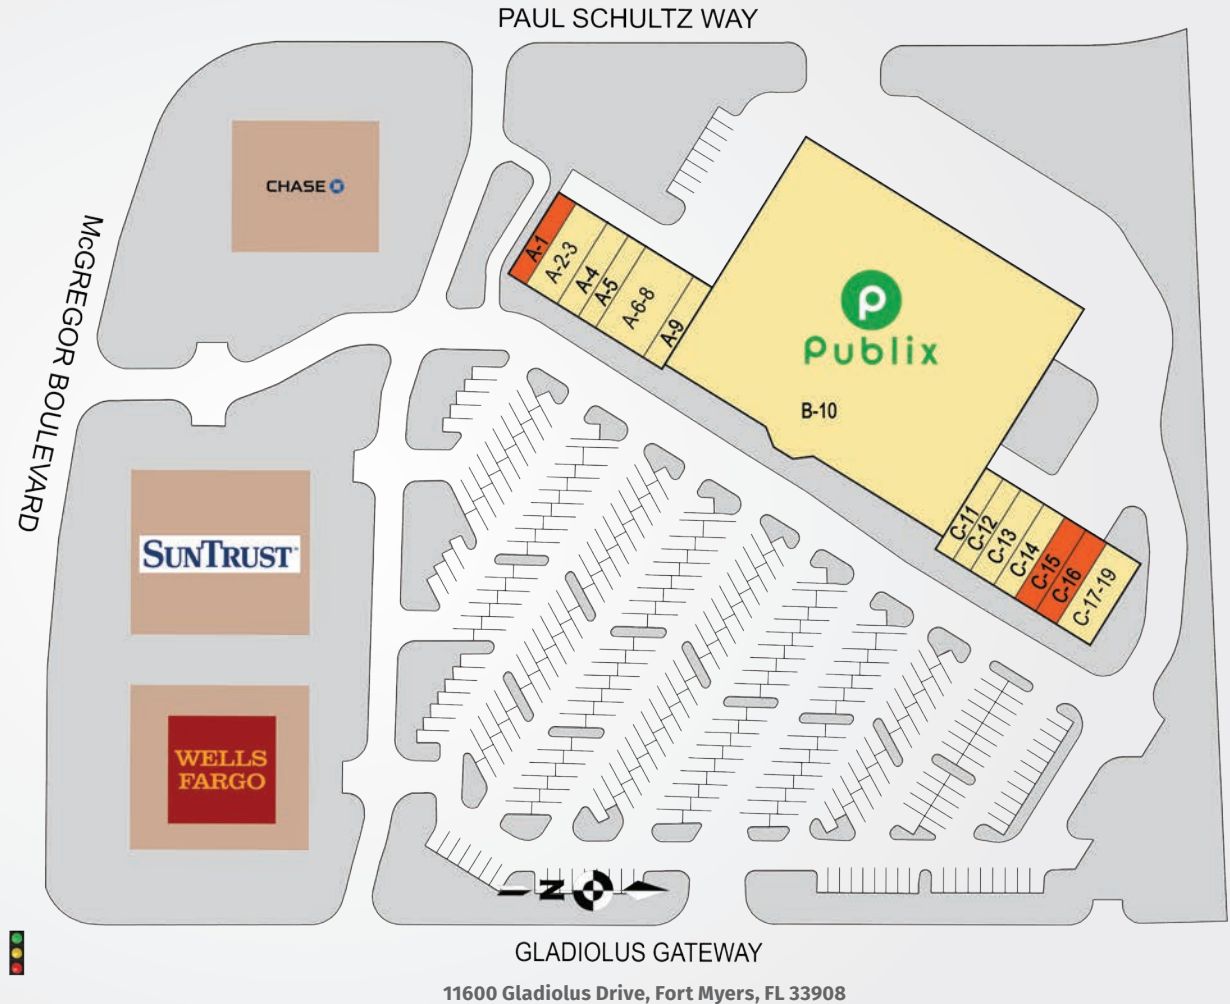 PAUL SCHULTZ WAY
CHASE
McGREGOR BOULEVARD
A-1
A-2-3
A-4
A-5
A-6-8
A-9
P
Publix
B-10
C-11
C-12
C-13
C-14
C-15
C-16
C-17-19
SUNTRUST
WELLS
FARGO
N
GLADIOLUS GATEWAY
11600 Gladiolus Drive, Fort Myers, FL 33908